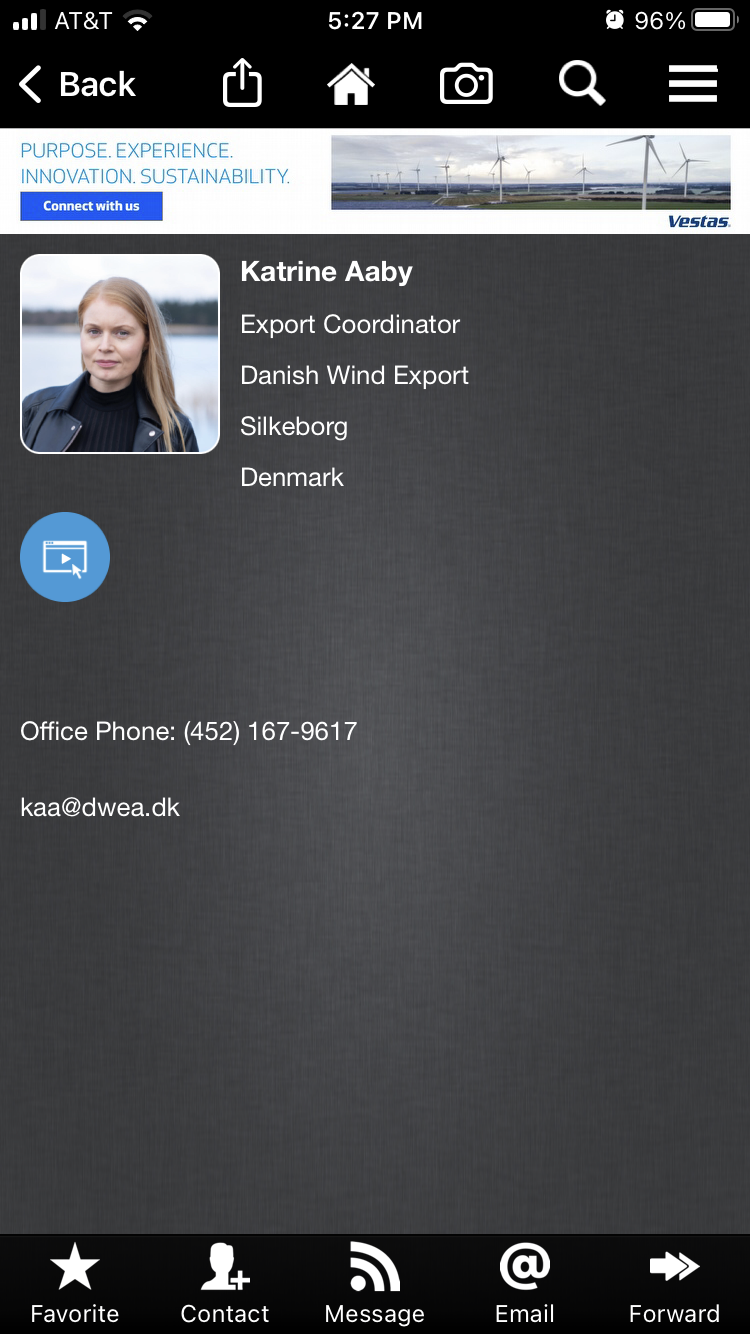 AT&T
5:27 PM
96%
Back
PURPOSE. EXPERIENCE.
INNOVATION. SUSTAINABILITY.
Connect with us
Vestas
Katrine Aaby
Export Coordinator
Danish Wind Export
Silkeborg
Denmark
Office Phone: (452) 167-9617
kaa@dwea.dk
Favorite
Contact
Message
Email
Forward